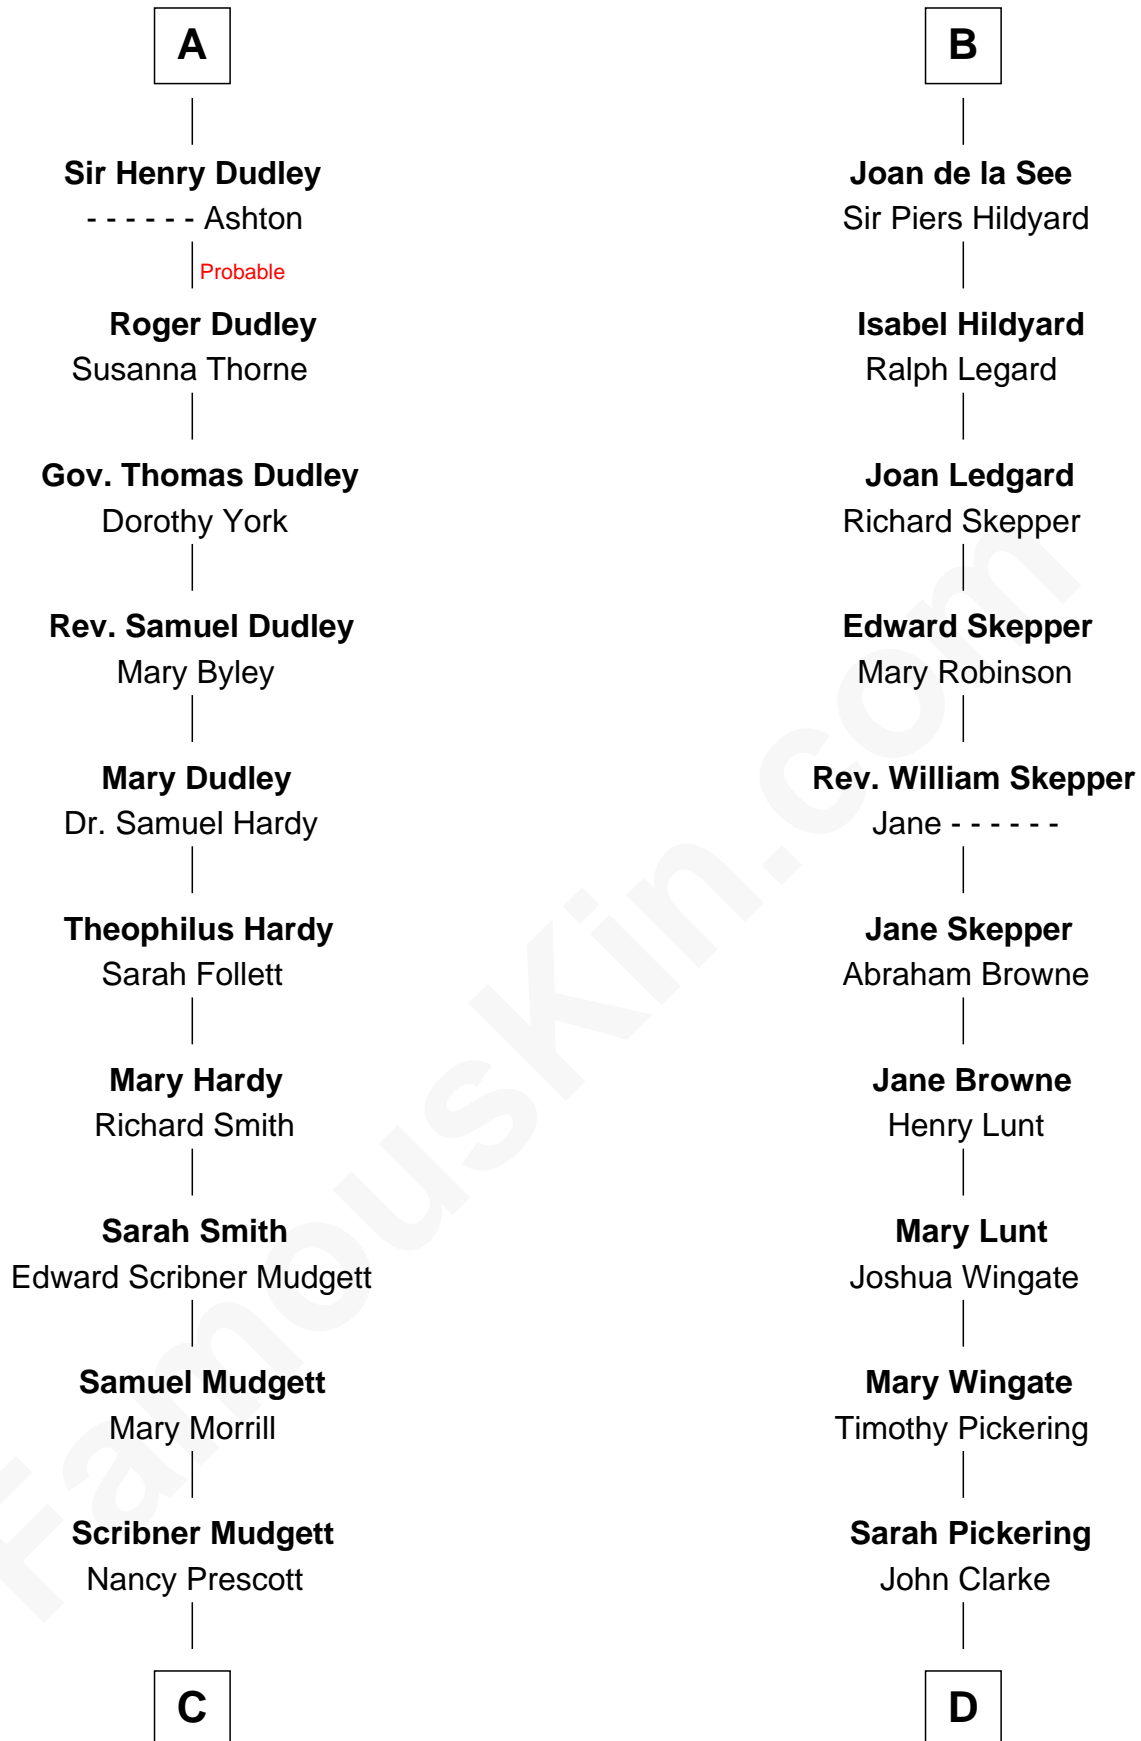 A
Sir Henry Dudley
- - - - - - Ashton
Probable
Roger Dudley
Susanna Thorne
Gov. Thomas Dudley
Dorothy York
Rev. Samuel Dudley
Mary Byley
Mary Dudley
Dr. Samuel Hardy
Theophilus Hardy
Sarah Follett
Mary Hardy
Richard Smith
Sarah Smith
Edward Scribner Mudgett
Samuel Mudgett
Mary Morrill
Scribner Mudgett
Nancy Prescott
C
B
Joan de la See
Sir Piers Hildyard
Isabel Hildyard
Ralph Legard
Joan Ledgard
Richard Skepper
Edward Skepper
Mary Robinson
Rev. William Skepper
Jane - - - - - -
Jane Skepper
Abraham Browne
Jane Browne
Henry Lunt
Mary Lunt
Joshua Wingate
Mary Wingate
Timothy Pickering
Sarah Pickering
John Clarke
D
FamousKin.com